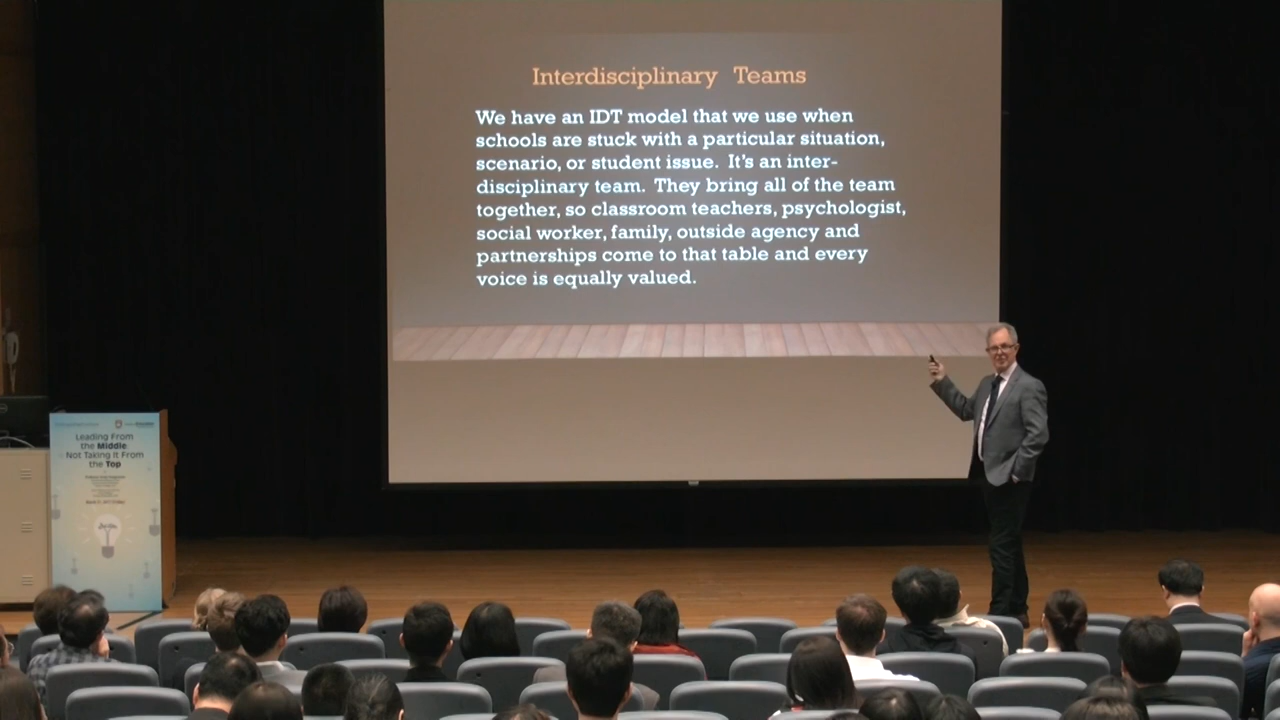 Interdisciplinary Teams
We have an IDT model that we use when
schools are stuck with a particular situation,
scenario, or student issue. It's an inter-
disciplinary team. They bring all of the team
together, so classroom teachers, psychologist,
social worker, family, outside agency and
partnerships come to that table and every
voice is equally valued.
Leading From
the Middle:
Not Taking It From
the Top